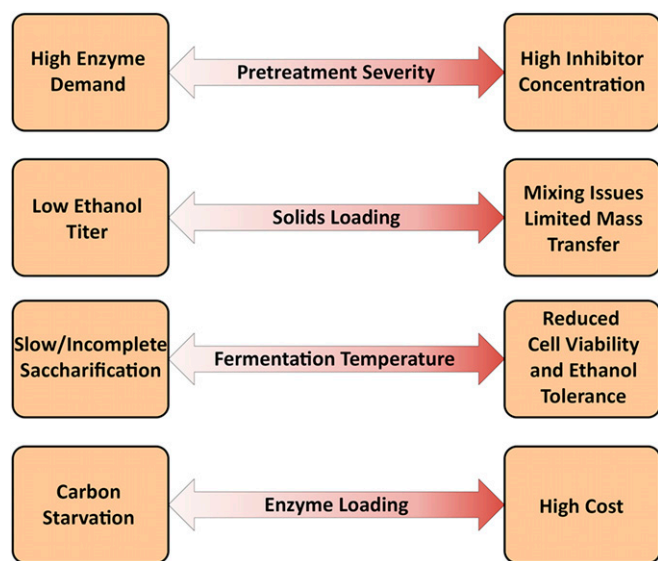 High Enzyme
Demand
Pretreatment Severity
High Inhibitor
Concentration
Low Ethanol
Titer
Solids Loading
Mixing Issues
Limited Mass
Transfer
Slow/Incomplete
Saccharification
Fermentation Temperature
Reduced
Cell Viability
and Ethanol
Tolerance
Carbon
Starvation
Enzyme Loading
High Cost